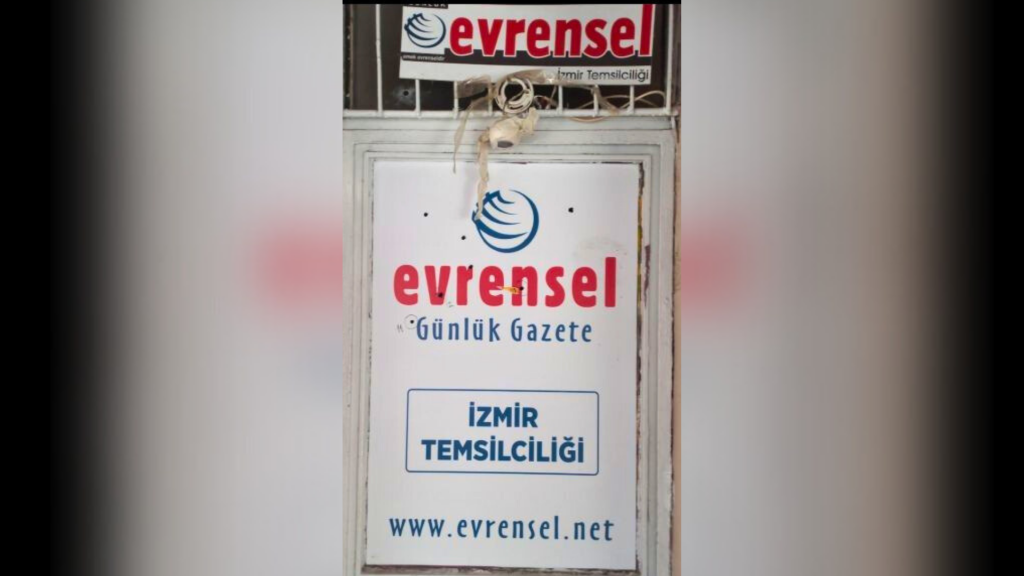 evrensel
İzmir Temsilciliği
evrensel
Günlük Gazete
İZMİR
TEMSİLCİLİĞİ
www.evrensel.net